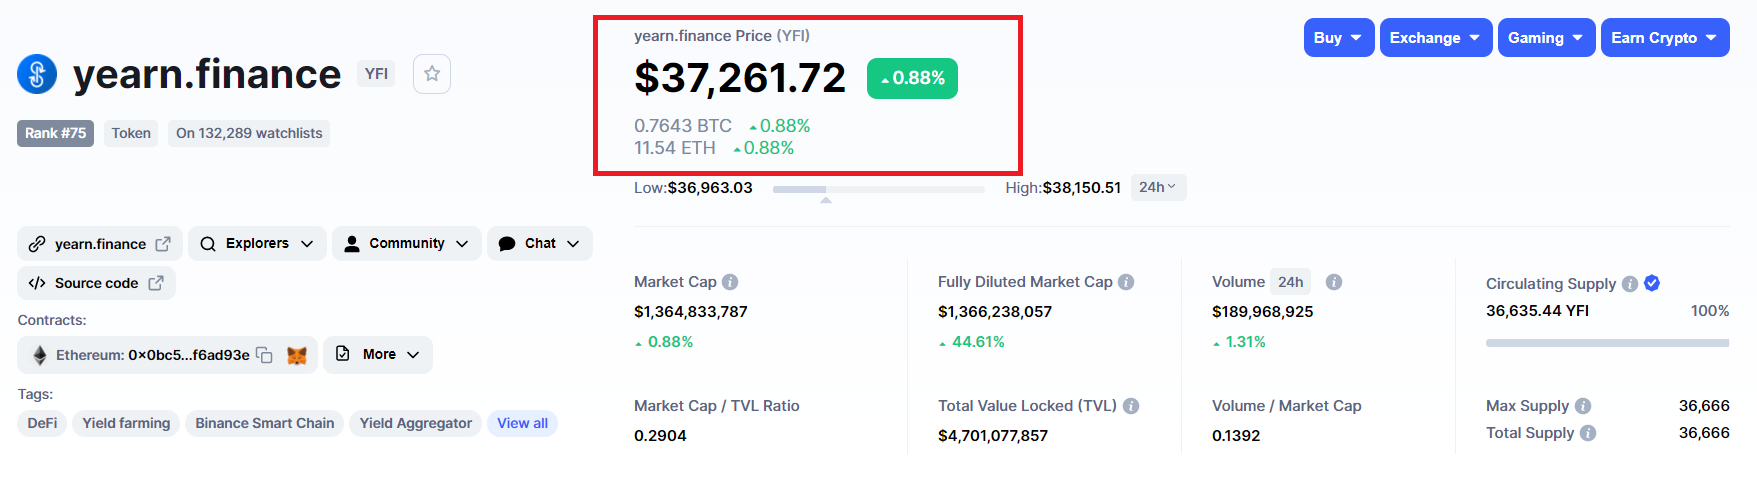 yearn.finance YFI
Rank #75 Token On 132,289 watchlists
yearn.finance Price (YFI)
$37,261.72 0.88%
0.7643 BTC 0.88%
11.54 ETH 0.88%
Low:$36,963.03 High:$38,150.51 24h
Buy Exchange Gaming Earn Crypto
yearn.finance Explorers Community Chat
Source code
Contracts:
Ethereum: 0x0bc5...f6ad93e More
Tags:
DeFi Yield farming Binance Smart Chain Yield Aggregator View all
Market Cap
$1,364,833,787
0.88%
Fully Diluted Market Cap
$1,366,238,057
44.61%
Volume 24h
$189,968,925
1.31%
Circulating Supply
36,635.44 YFI 100%
Market Cap / TVL Ratio
0.2904
Total Value Locked (TVL)
$4,701,077,857
Volume / Market Cap
0.1392
Max Supply 36,666
Total Supply 36,666